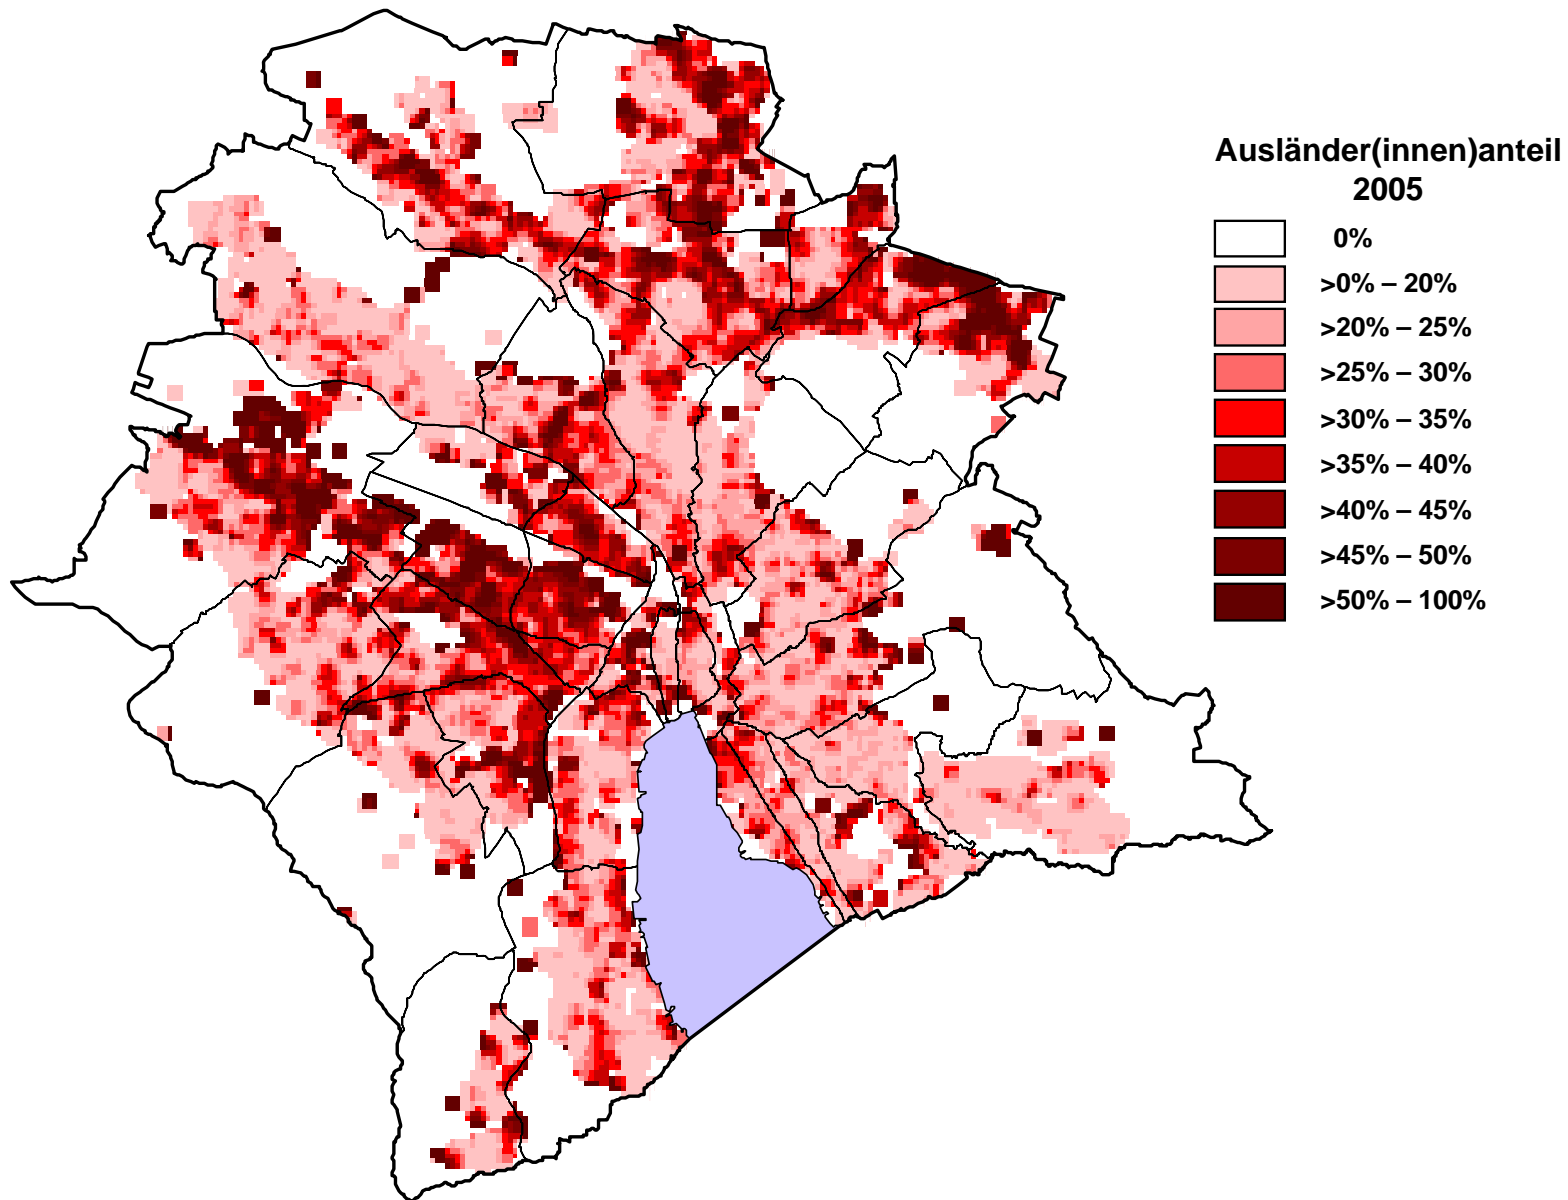 Ausländer(innen)anteil
2005
0%
>0% – 20%
>20% – 25%
>25% – 30%
>30% – 35%
>35% – 40%
>40% – 45%
>45% – 50%
>50% – 100%